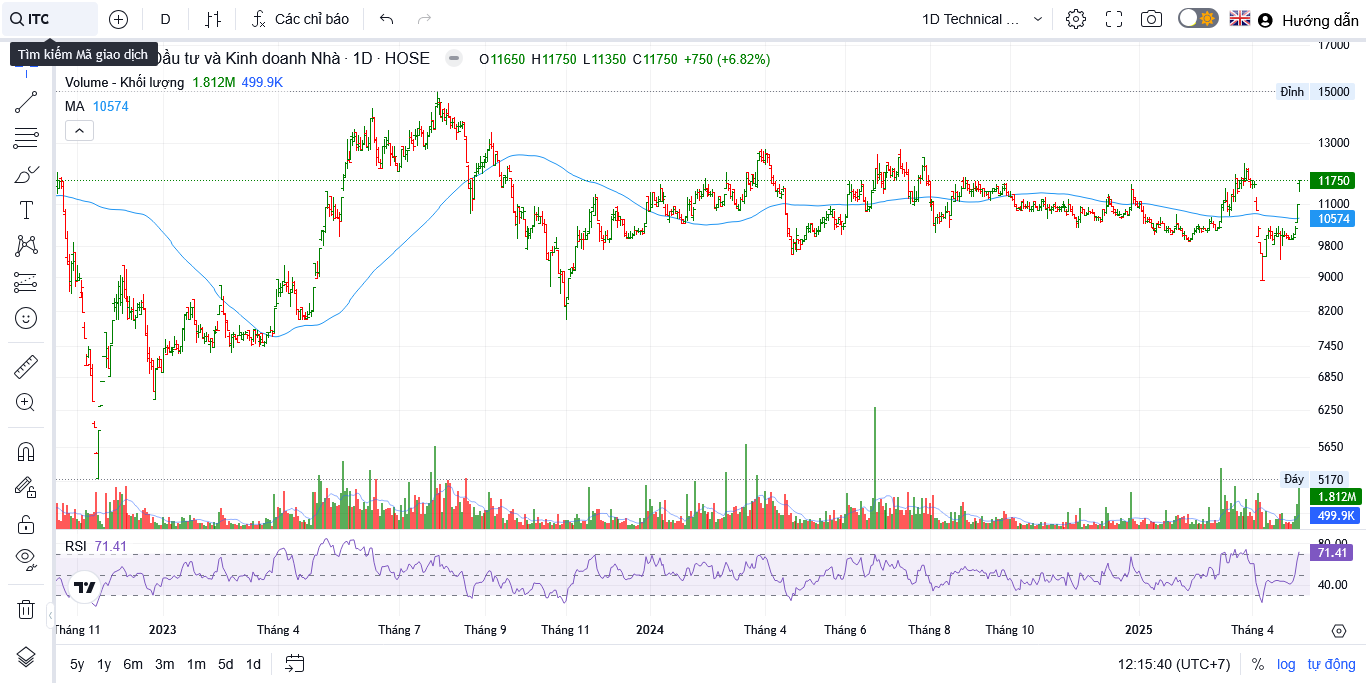 ITC
D
Các chỉ báo
1D Technical ...
Hướng dẫn
Tìm kiếm Mã giao dịch
Đầu tư và Kinh doanh Nhà · 1D · HOSE
O11650 H11750 L11350 C11750 +750 (+6.82%)
Volume - Khối lượng 1.812M 499.9K
MA 10574
17000
Đỉnh 15000
13000
11750
11000
10574
9800
9000
8200
7450
6850
6250
5650
Đáy 5170
1.812M
499.9K
RSI 71.41
80.00
71.41
40.00
Tháng 11 2023 Tháng 4 Tháng 7 Tháng 9 Tháng 11 2024 Tháng 4 Tháng 6 Tháng 8 Tháng 10 2025 Tháng 4
5y 1y 6m 3m 1m 5d 1d
12:15:40 (UTC+7) % log tự động